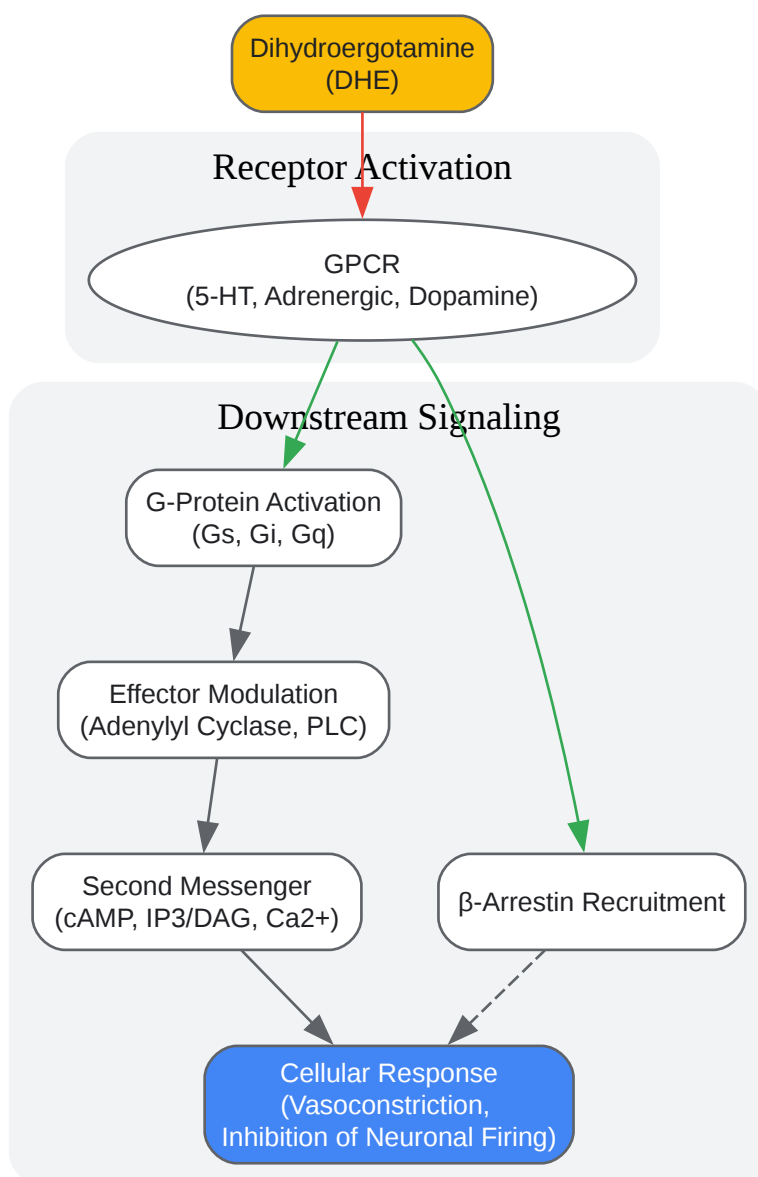 Dihydroergotamine
(DHE)
Receptor Activation
GPCR
(5-HT, Adrenergic, Dopamine)
Downstream Signaling
G-Protein Activation
(Gs, Gi, Gq)
Effector Modulation
(Adenylyl Cyclase, PLC)
Second Messenger
(cAMP, IP3/DAG, Ca2+)
β-Arrestin Recruitment
Cellular Response
(Vasoconstriction,
Inhibition of Neuronal Firing)